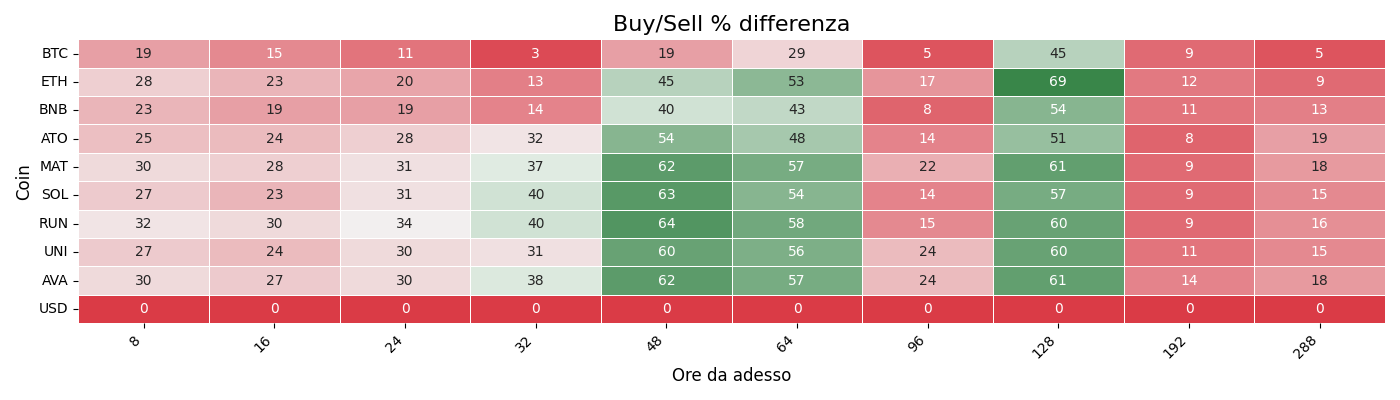 Buy/Sell % differenza
Coin
BTC 19 15 11 3 19 29 5 45 9 5
ETH 28 23 20 13 45 53 17 69 12 9
BNB 23 19 19 14 40 43 8 54 11 13
ATO 25 24 28 32 54 48 14 51 8 19
MAT 30 28 31 37 62 57 22 61 9 18
SOL 27 23 31 40 63 54 14 57 9 15
RUN 32 30 34 40 64 58 15 60 9 16
UNI 27 24 30 31 60 56 24 60 11 15
AVA 30 27 30 38 62 57 24 61 14 18
USD 0 0 0 0 0 0 0 0 0 0
8 16 24 32 48 64 96 128 192 288
Ore da adesso